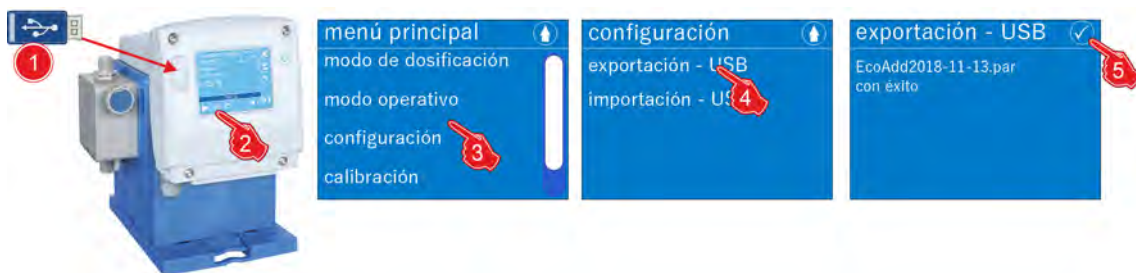 1
2
menú principal
modo de dosificación
modo operativo
configuración
3
calibración
configuración
exportación - USB
4
importación - US
exportación - USB
5
EcoAdd2018-11-13.par
con éxito